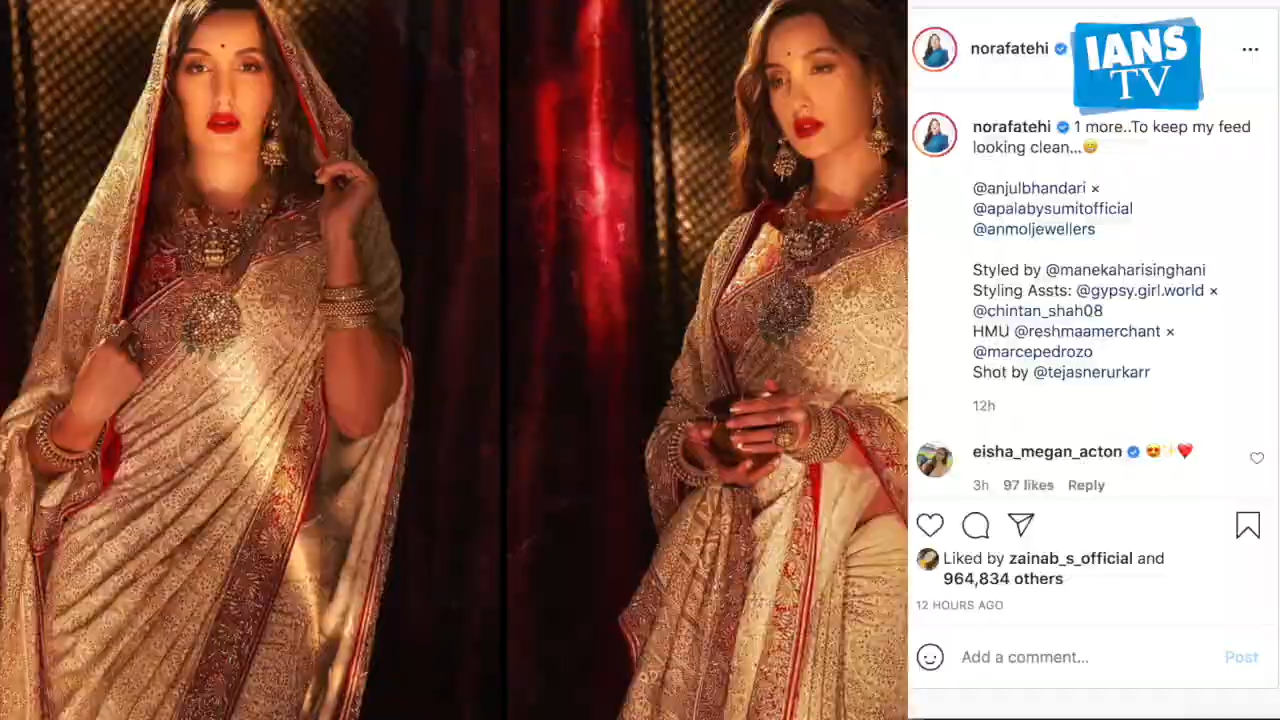 norafatehi
...
IANS
TV
norafatehi 1 more..To keep my feed
looking clean...😅
@anjulbhandari ×
@apalabysumitofficial
@anmoljewellers
Styled by @manekaharisinghani
Styling Assts: @gypsy.girl.world ×
@chintan_shah08
HMU @reshmaamerchant ×
@marcepedrozo
Shot by @tejasnerurkarr
12h
eisha_megan_acton 😍✨❤️
3h 97 likes Reply
Liked by zainab_s_official and
964,834 others
12 HOURS AGO
Add a comment... Post